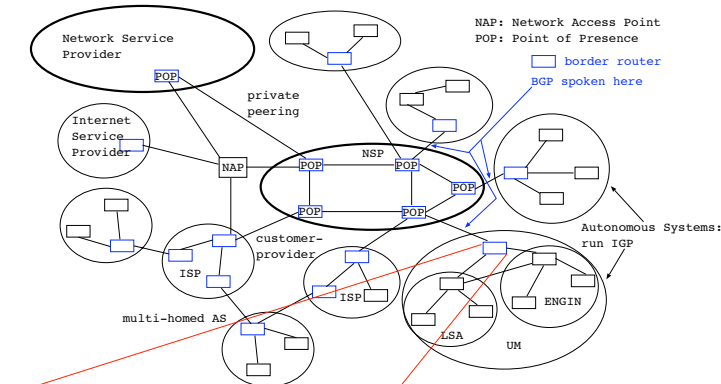 Network Service
Provider
POP
NAP: Network Access Point
POP: Point of Presence
border router
BGP spoken here
private
peering
Internet
Service
Provider
NAP
NSP
POP
POP
POP
POP
POP
customer-
provider
ISP
ISP
multi-homed AS
Autonomous Systems:
run IGP
ENGIN
LSA
UM